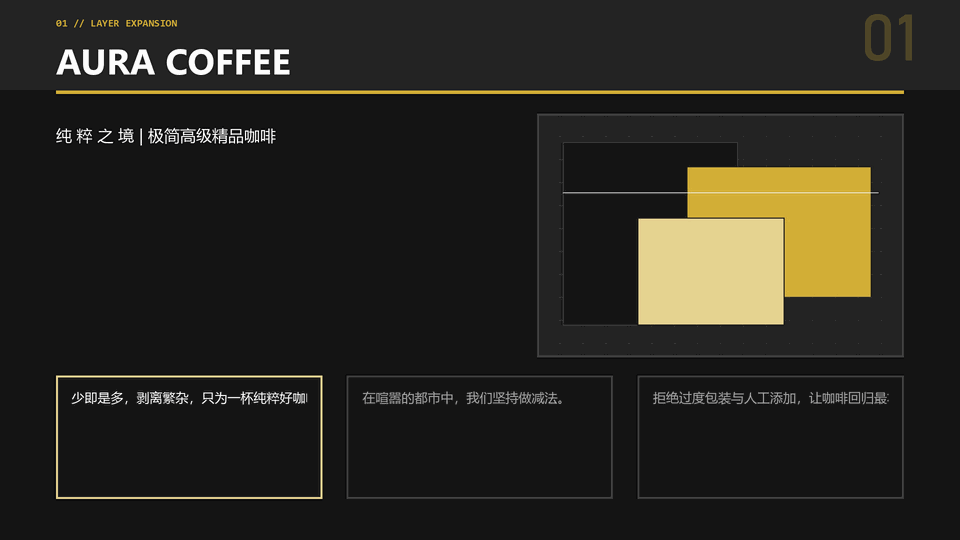 01 // LAYER EXPANSION
01
AURA COFFEE
纯 粹 之 境 | 极简高级精品咖啡
少即是多，剥离繁杂，只为一杯纯粹好咖
在喧嚣的都市中，我们坚持做减法。
拒绝过度包装与人工添加，让咖啡回归最